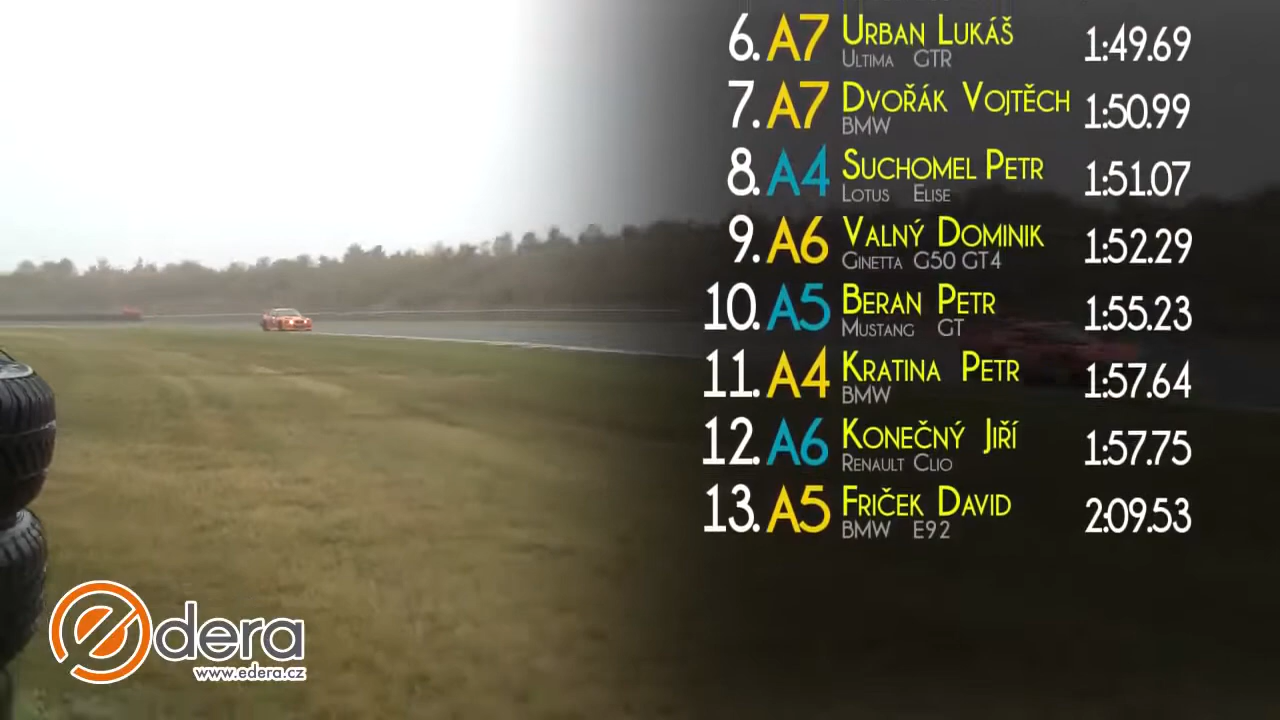 6. A7 Urban Lukáš 1:49.69
Ultima GTR
7. A7 Dvořák Vojtěch 1:50.99
BMW
8. A4 Suchomel Petr 1:51.07
Lotus Elise
9. A6 Valný Dominik 1:52.29
Ginetta G50 GT4
10. A5 Beran Petr 1:55.23
Mustang GT
11. A4 Kratina Petr 1:57.64
BMW
12. A6 Konečný Jiří 1:57.75
Renault Clio
13. A5 Friček David 2:09.53
BMW E92
edera
www.edera.cz